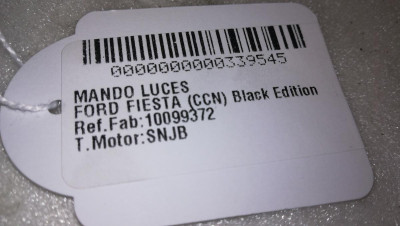 0000000000339545
MANDO LUCES
FORD FIESTA (CCN) Black Edition
Ref.Fab:10099372
T.Motor:SNJB